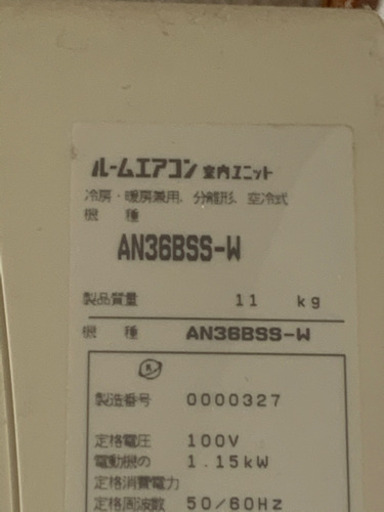 ルームエアコン 室内ユニット
冷房・暖房兼用、分離形、空冷式
機 種
AN36BSS-W
製品質量 11 kg
機 種 AN36BSS-W
製造番号 0000327
定格電圧 100V
電動機の 1.15kW
定格消費電力
定格周波数 50/60Hz